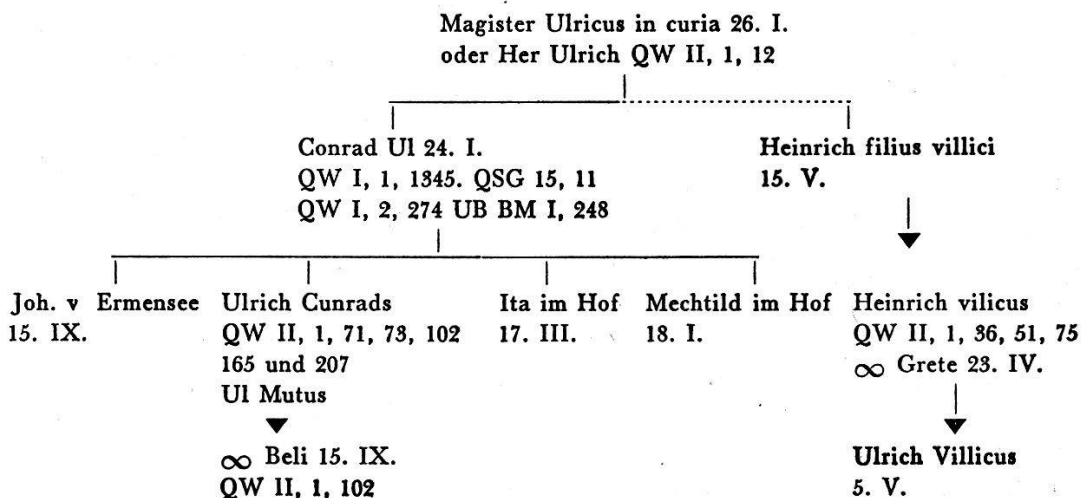 Magister Ulricus in curia 26. I.
oder Her Ulrich QW II, 1, 12
Conrad Ul 24. I.
QW I, 1, 1345. QSG 15, 11
QW I, 2, 274 UB BM I, 248
Heinrich filius villici
15. V.
Joh. v Ermensee
15. IX.
Ulrich Cunrads
QW II, 1, 71, 73, 102
165 und 207
Ul Mutus
∞ Beli 15. IX.
QW II, 1, 102
Ita im Hof
17. III.
Mechtild im Hof
18. I.
Heinrich vilicus
QW II, 1, 36, 51, 75
∞ Grete 23. IV.
Ulrich Villicus
5. V.